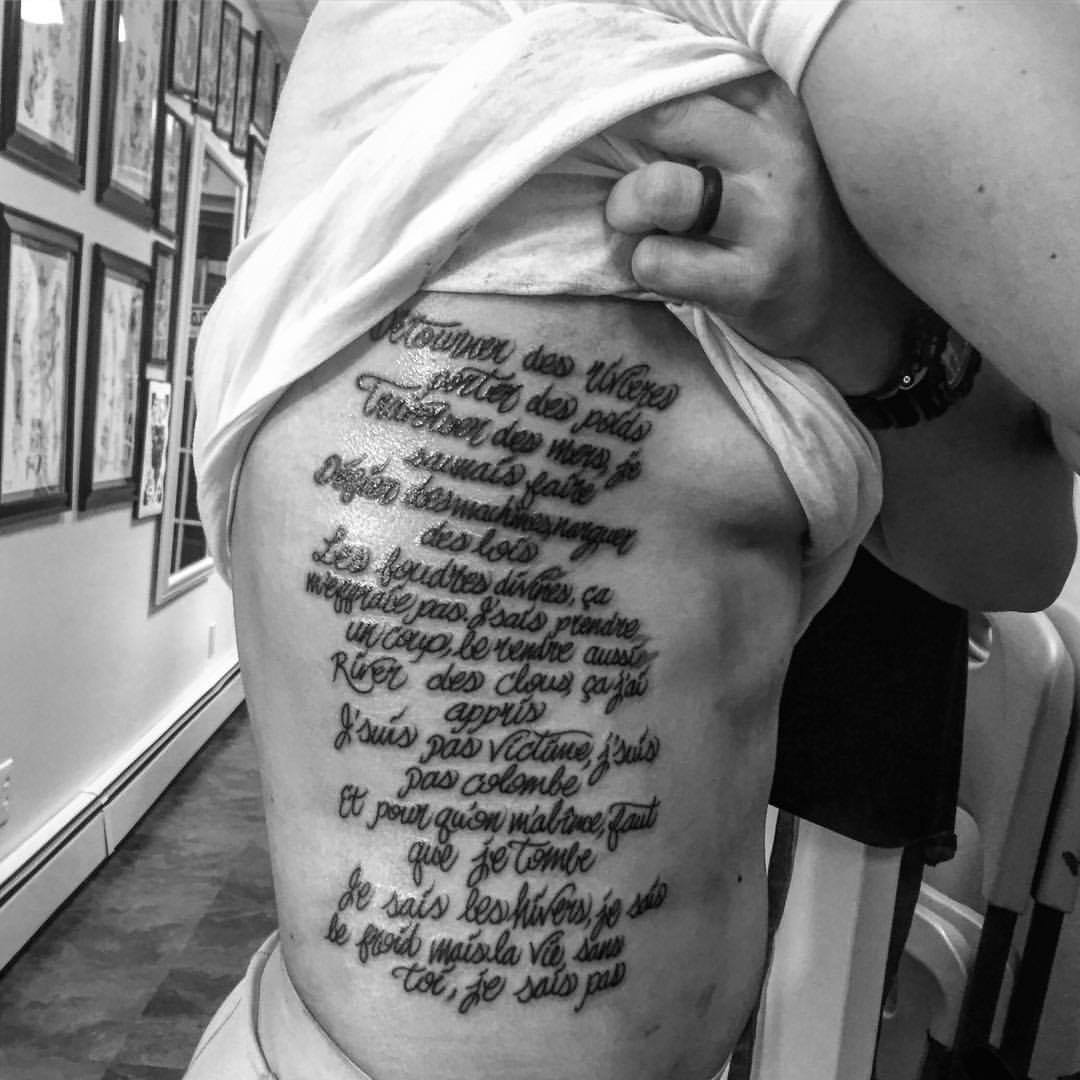 Détourner des rivières
porter des poids
Traverser des mers, je
saurais faire
Défier des machines narguer
des lois
Les foudres divines, ça
m'effraie pas. J'sais prendre
un coup, le rendre aussi
River des clous, ça j'ai
appris
J'suis pas victime, j'suis
pas colombe
Et pour qu'on m'abîme, faut
que je tombe
Je sais les hivers, je sais
le froid mais la vie, sans
toi, je sais pas